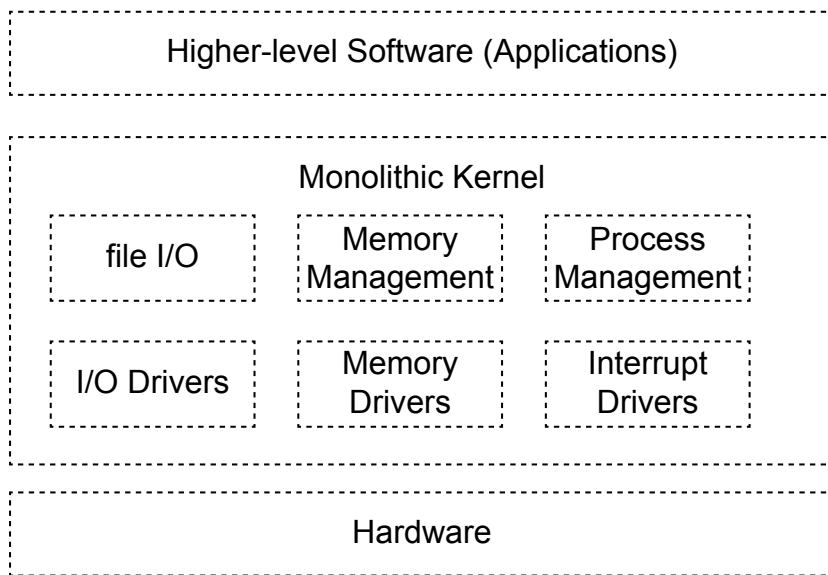 Higher-level Software (Applications)
Monolithic Kernel
file I/O
Memory
Management
Process
Management
I/O Drivers
Memory
Drivers
Interrupt
Drivers
Hardware